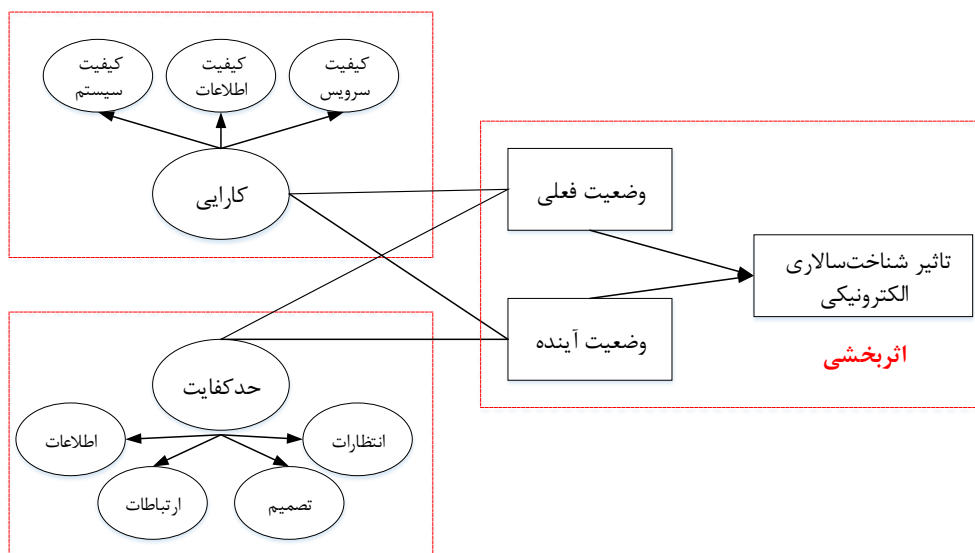 کیفیت
سرویس
کیفیت
اطلاعات
کیفیت
سیستم
کارایی
وضعیت فعلی
تاثیر شناخت‌سالاری
الکترونیکی
وضعیت آینده
اثربخشی
حدکفایت
انتظارات
اطلاعات
تصمیم
ارتباطات